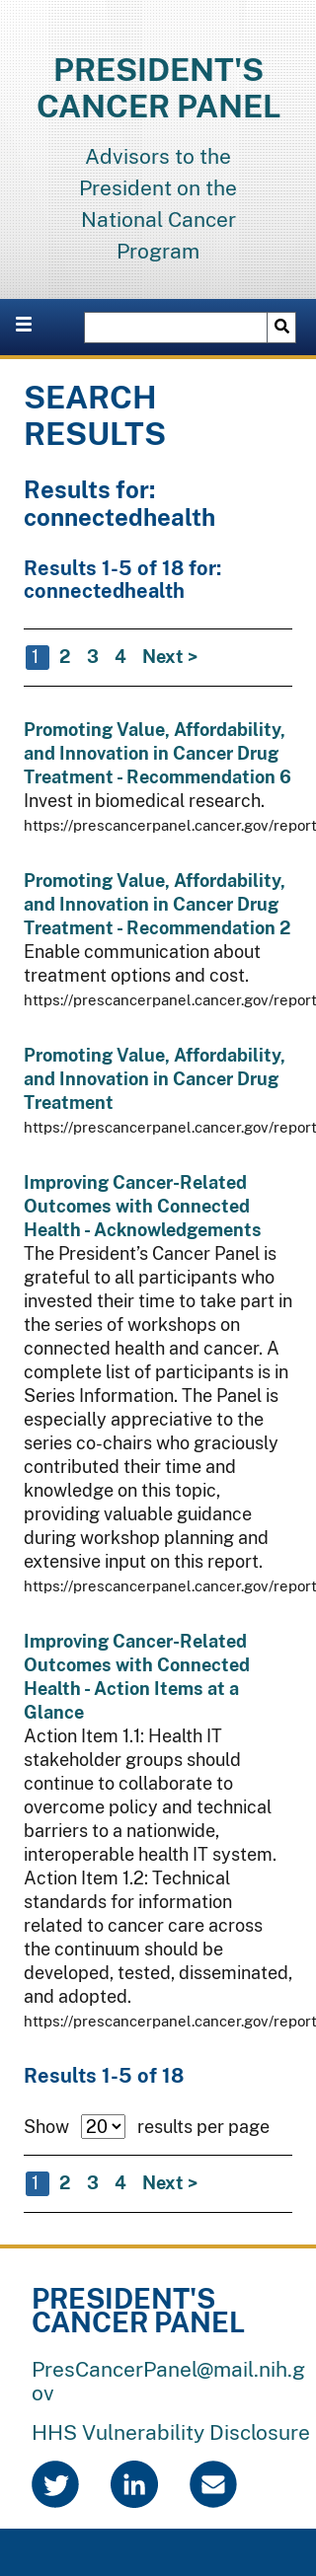 PRESIDENT'S
CANCER PANEL
Advisors to the
President on the
National Cancer
Program
SEARCH
RESULTS
Results for:
connectedhealth
Results 1-5 of 18 for:
connectedhealth
1 2 3 4 Next >
Promoting Value, Affordability,
and Innovation in Cancer Drug
Treatment - Recommendation 6
Invest in biomedical research.
https://prescancerpanel.cancer.gov/report
Promoting Value, Affordability,
and Innovation in Cancer Drug
Treatment - Recommendation 2
Enable communication about
treatment options and cost.
https://prescancerpanel.cancer.gov/report
Promoting Value, Affordability,
and Innovation in Cancer Drug
Treatment
https://prescancerpanel.cancer.gov/report
Improving Cancer-Related
Outcomes with Connected
Health - Acknowledgements
The President’s Cancer Panel is
grateful to all participants who
invested their time to take part in
the series of workshops on
connected health and cancer. A
complete list of participants is in
Series Information. The Panel is
especially appreciative to the
series co-chairs who graciously
contributed their time and
knowledge on this topic,
providing valuable guidance
during workshop planning and
extensive input on this report.
https://prescancerpanel.cancer.gov/report
Improving Cancer-Related
Outcomes with Connected
Health - Action Items at a
Glance
Action Item 1.1: Health IT
stakeholder groups should
continue to collaborate to
overcome policy and technical
barriers to a nationwide,
interoperable health IT system.
Action Item 1.2: Technical
standards for information
related to cancer care across
the continuum should be
developed, tested, disseminated,
and adopted.
https://prescancerpanel.cancer.gov/report
Results 1-5 of 18
Show 20 results per page
1 2 3 4 Next >
PRESIDENT'S
CANCER PANEL
PresCancerPanel@mail.nih.g
ov
HHS Vulnerability Disclosure